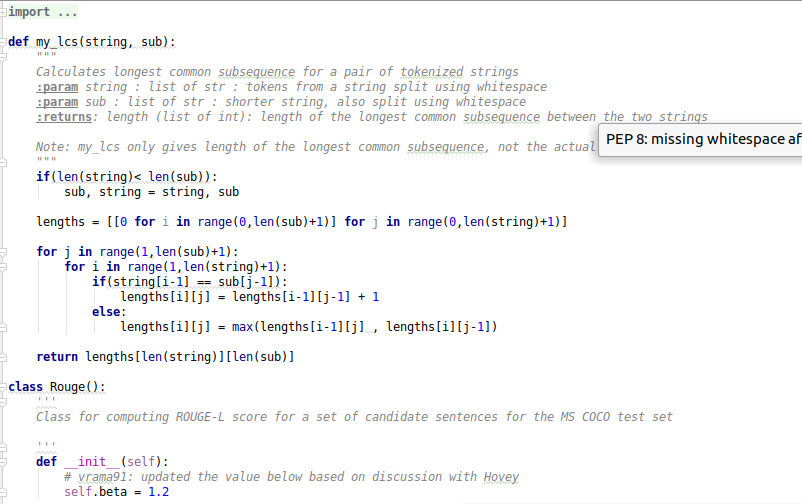 import ...
def my_lcs(string, sub):
    """
    Calculates longest common subsequence for a pair of tokenized strings
    :param string : list of str : tokens from a string split using whitespace
    :param sub : list of str : shorter string, also split using whitespace
    :returns: length (list of int): length of the longest common subsequence between the two strings
    Note: my_lcs only gives length of the longest common subsequence, not the actual
PEP 8: missing whitespace af
    """
    if(len(string)< len(sub)):
        sub, string = string, sub
    lengths = [[0 for i in range(0,len(sub)+1)] for j in range(0,len(string)+1)]
    for j in range(1,len(sub)+1):
        for i in range(1,len(string)+1):
            if(string[i-1] == sub[j-1]):
                lengths[i][j] = lengths[i-1][j-1] + 1
            else:
                lengths[i][j] = max(lengths[i-1][j] , lengths[i][j-1])
    return lengths[len(string)][len(sub)]
class Rouge():
    '''
    Class for computing ROUGE-L score for a set of candidate sentences for the MS COCO test set
    '''
    def __init__(self):
        # vrama91: updated the value below based on discussion with Hovey
        self.beta = 1.2